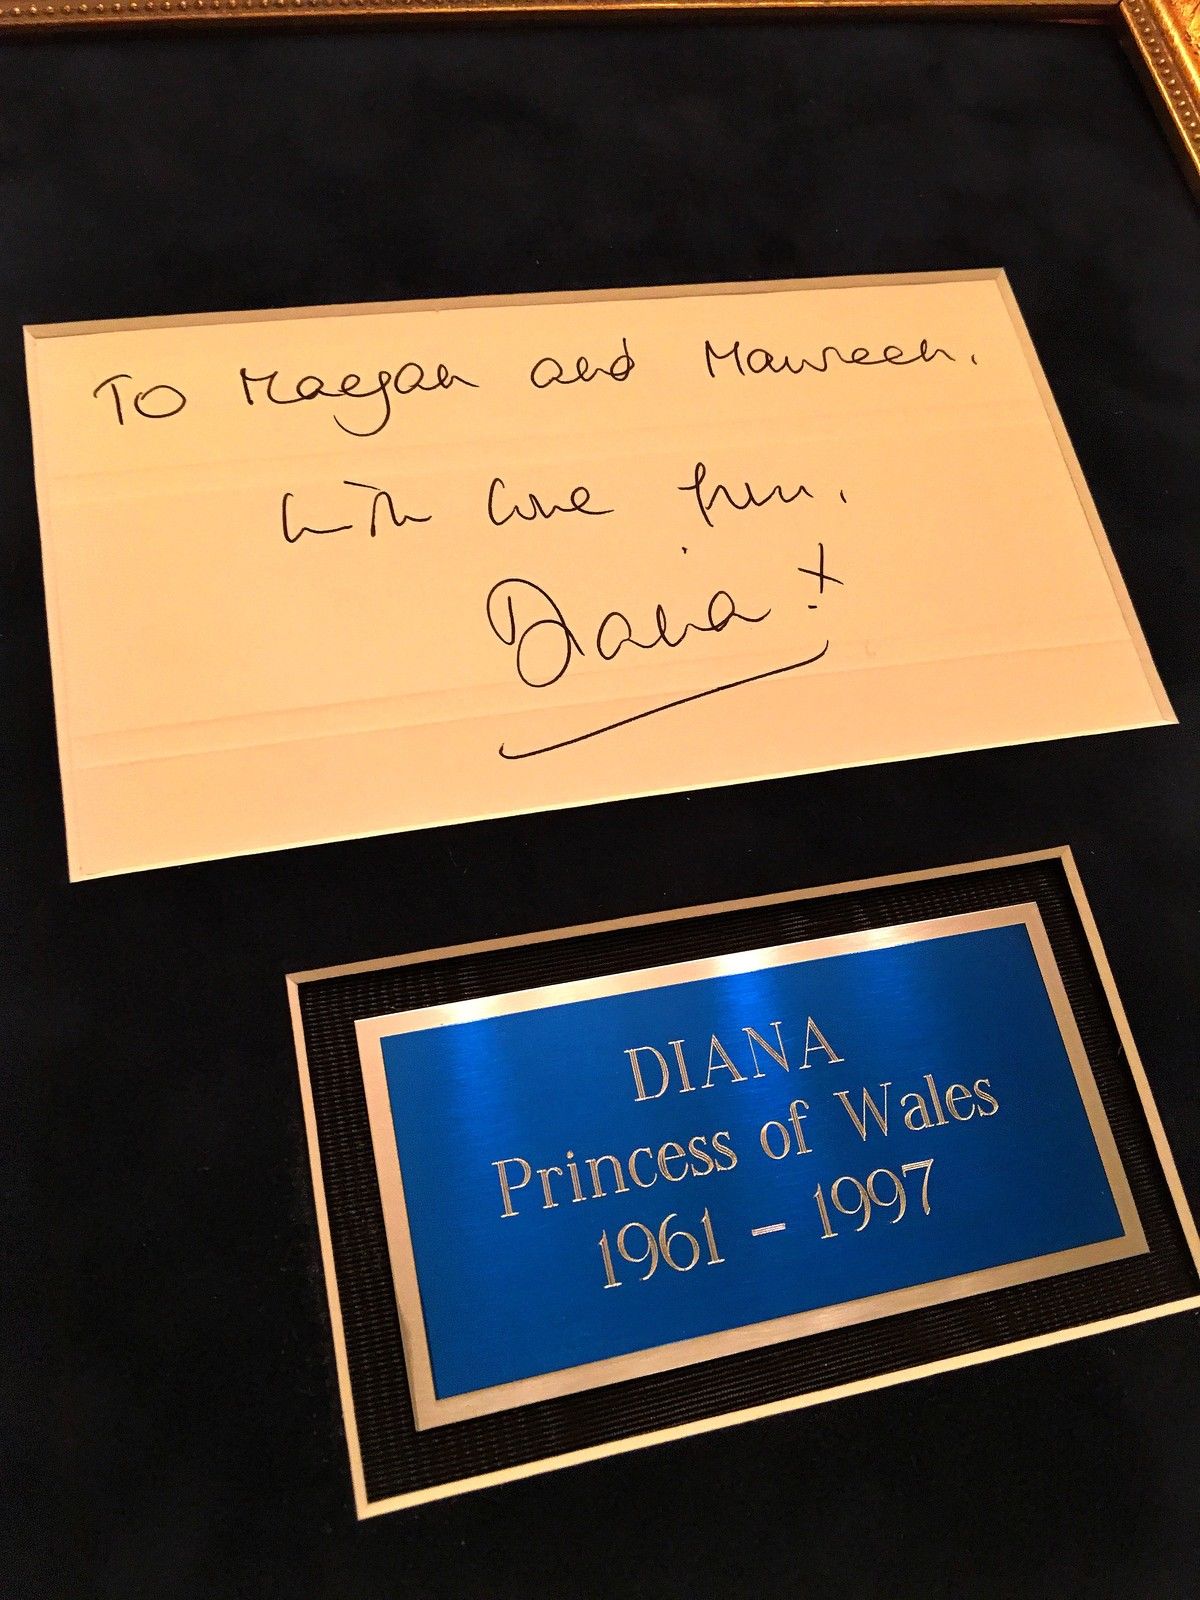 To Maegan and Maureen.
with love from.
Diana. x
DIANA
Princess of Wales
1961 – 1997